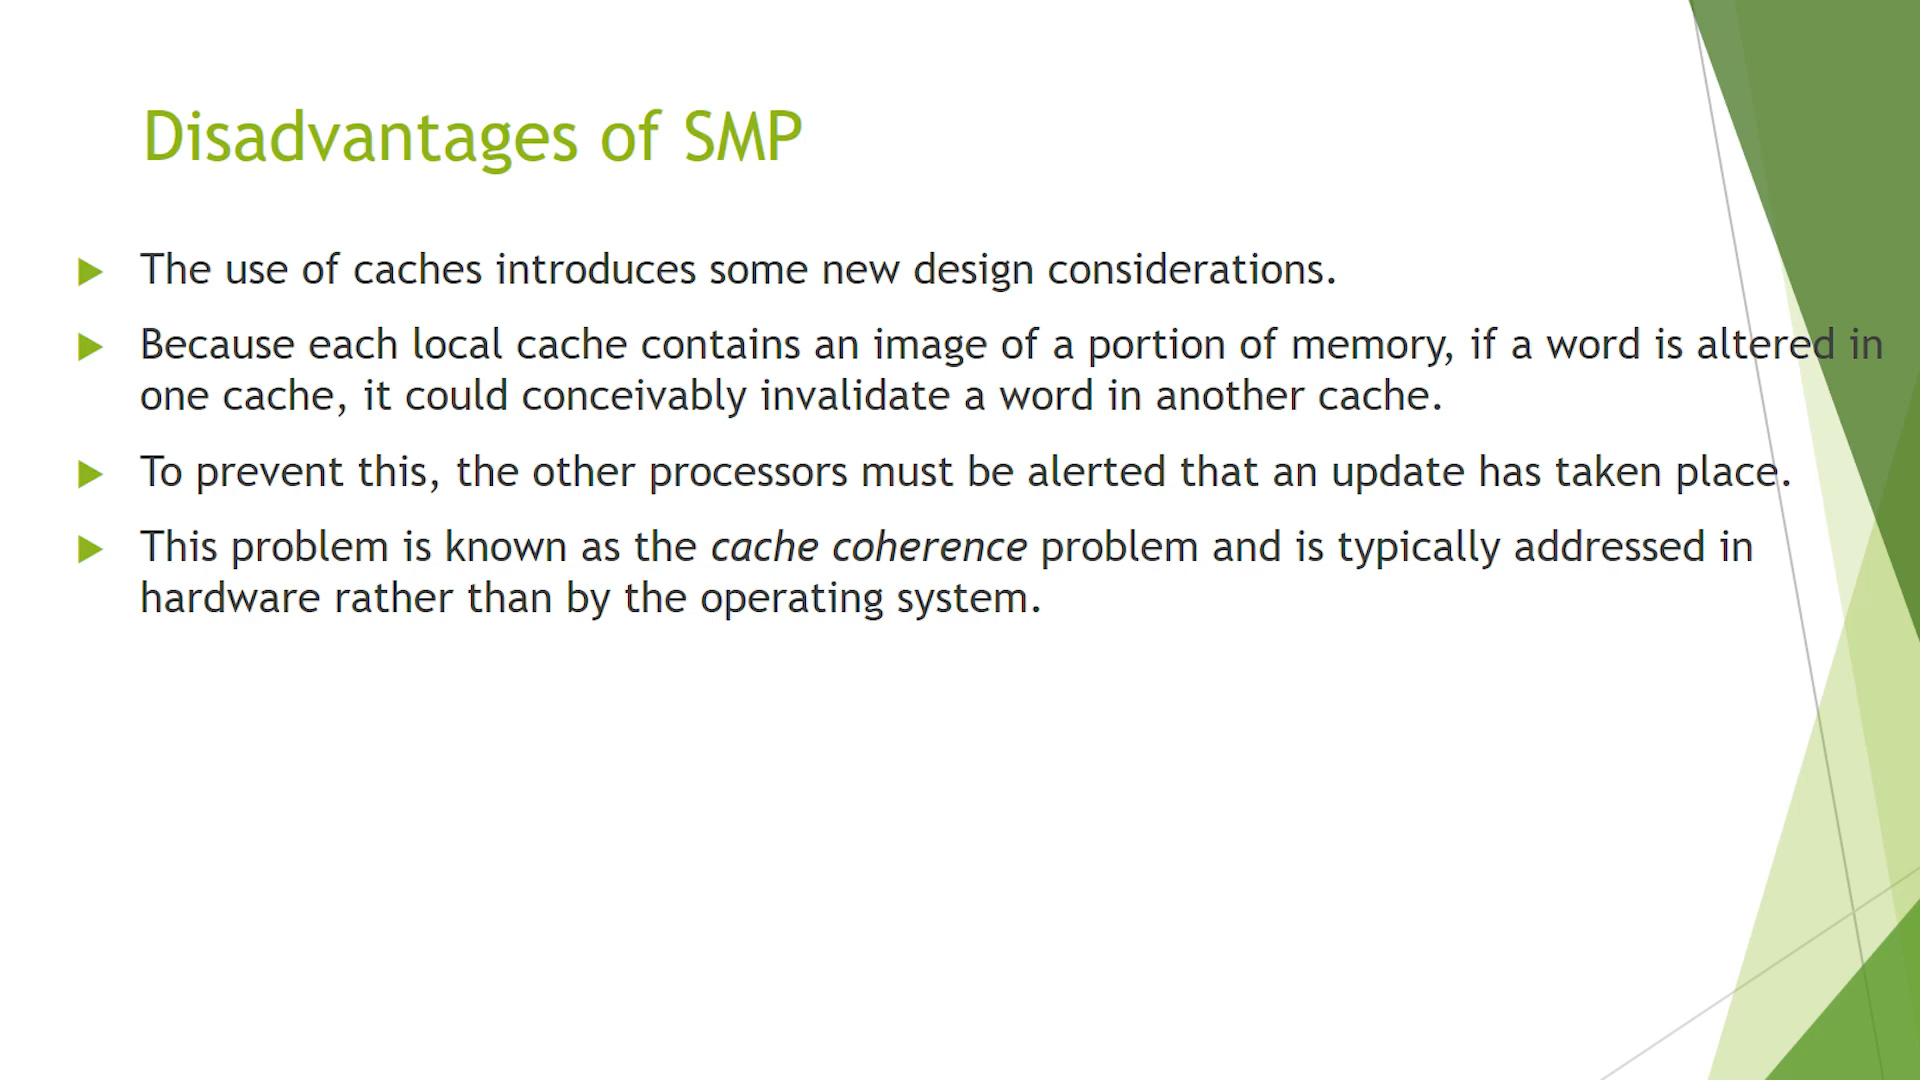 Disadvantages of SMP
The use of caches introduces some new design considerations.
Because each local cache contains an image of a portion of memory, if a word is altered in
one cache, it could conceivably invalidate a word in another cache.
To prevent this, the other processors must be alerted that an update has taken place.
This problem is known as the cache coherence problem and is typically addressed in
hardware rather than by the operating system.